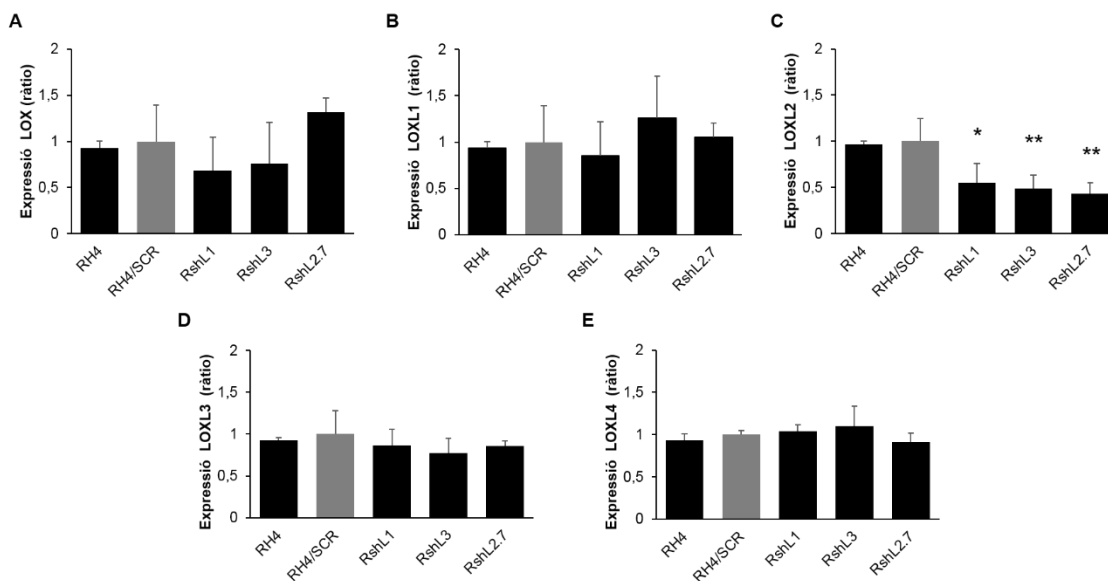 A
Expressió LOX (ràtio)
2
1,5
1
0,5
0
RH4
RH4/SCR
RshL1
RshL3
RshL2.7
B
Expressió LOXL1 (ràtio)
2
1,5
1
0,5
0
RH4
RH4/SCR
RshL1
RshL3
RshL2.7
C
Expressió LOXL2 (ràtio)
2
1,5
1
0,5
0
*
**
**
RH4
RH4/SCR
RshL1
RshL3
RshL2.7
D
Expressió LOXL3 (ràtio)
2
1,5
1
0,5
0
RH4
RH4/SCR
RshL1
RshL3
RshL2.7
E
Expressió LOXL4 (ràtio)
2
1,5
1
0,5
0
RH4
RH4/SCR
RshL1
RshL3
RshL2.7